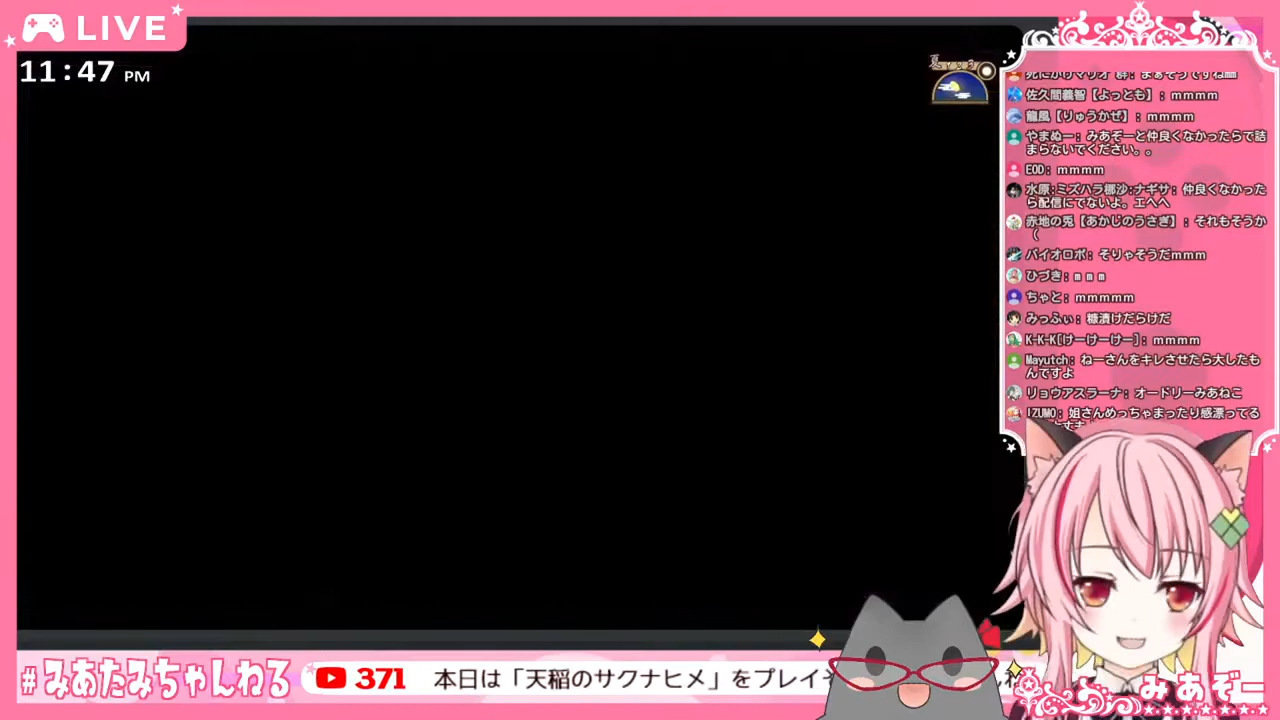 LIVE
11:47 PM
佐久間義智【よっとも】: mmmm
龍風【りゅうかぜ】: mmmm
やまぬー: みあぞーと仲良くなかったらで詰
まらないでください。。
EOD: mmmm
水原:ミズハラ梛沙:ナギサ: 仲良くなかった
ら配信にでないよ。エヘヘ
赤地の兎【あかじのうさぎ】: それもそうか
(
バイオロボ: そりゃそうだmmm
ひづき: mmm
ちゃと: mmmmm
みっふぃ: 糠漬けだらけだ
K-K-K[けーけーけー]: mmmm
Mayutch: ねーさんをキレさせたら大したも
んですよ
リョウアスラーナ: オードリーみあねこ
IZUMO: 姐さんめっちゃまったり感漂ってる
#みあたみちゃんねる
371
本日は「天穂のサクナヒメ」をプレイ
みあぞー